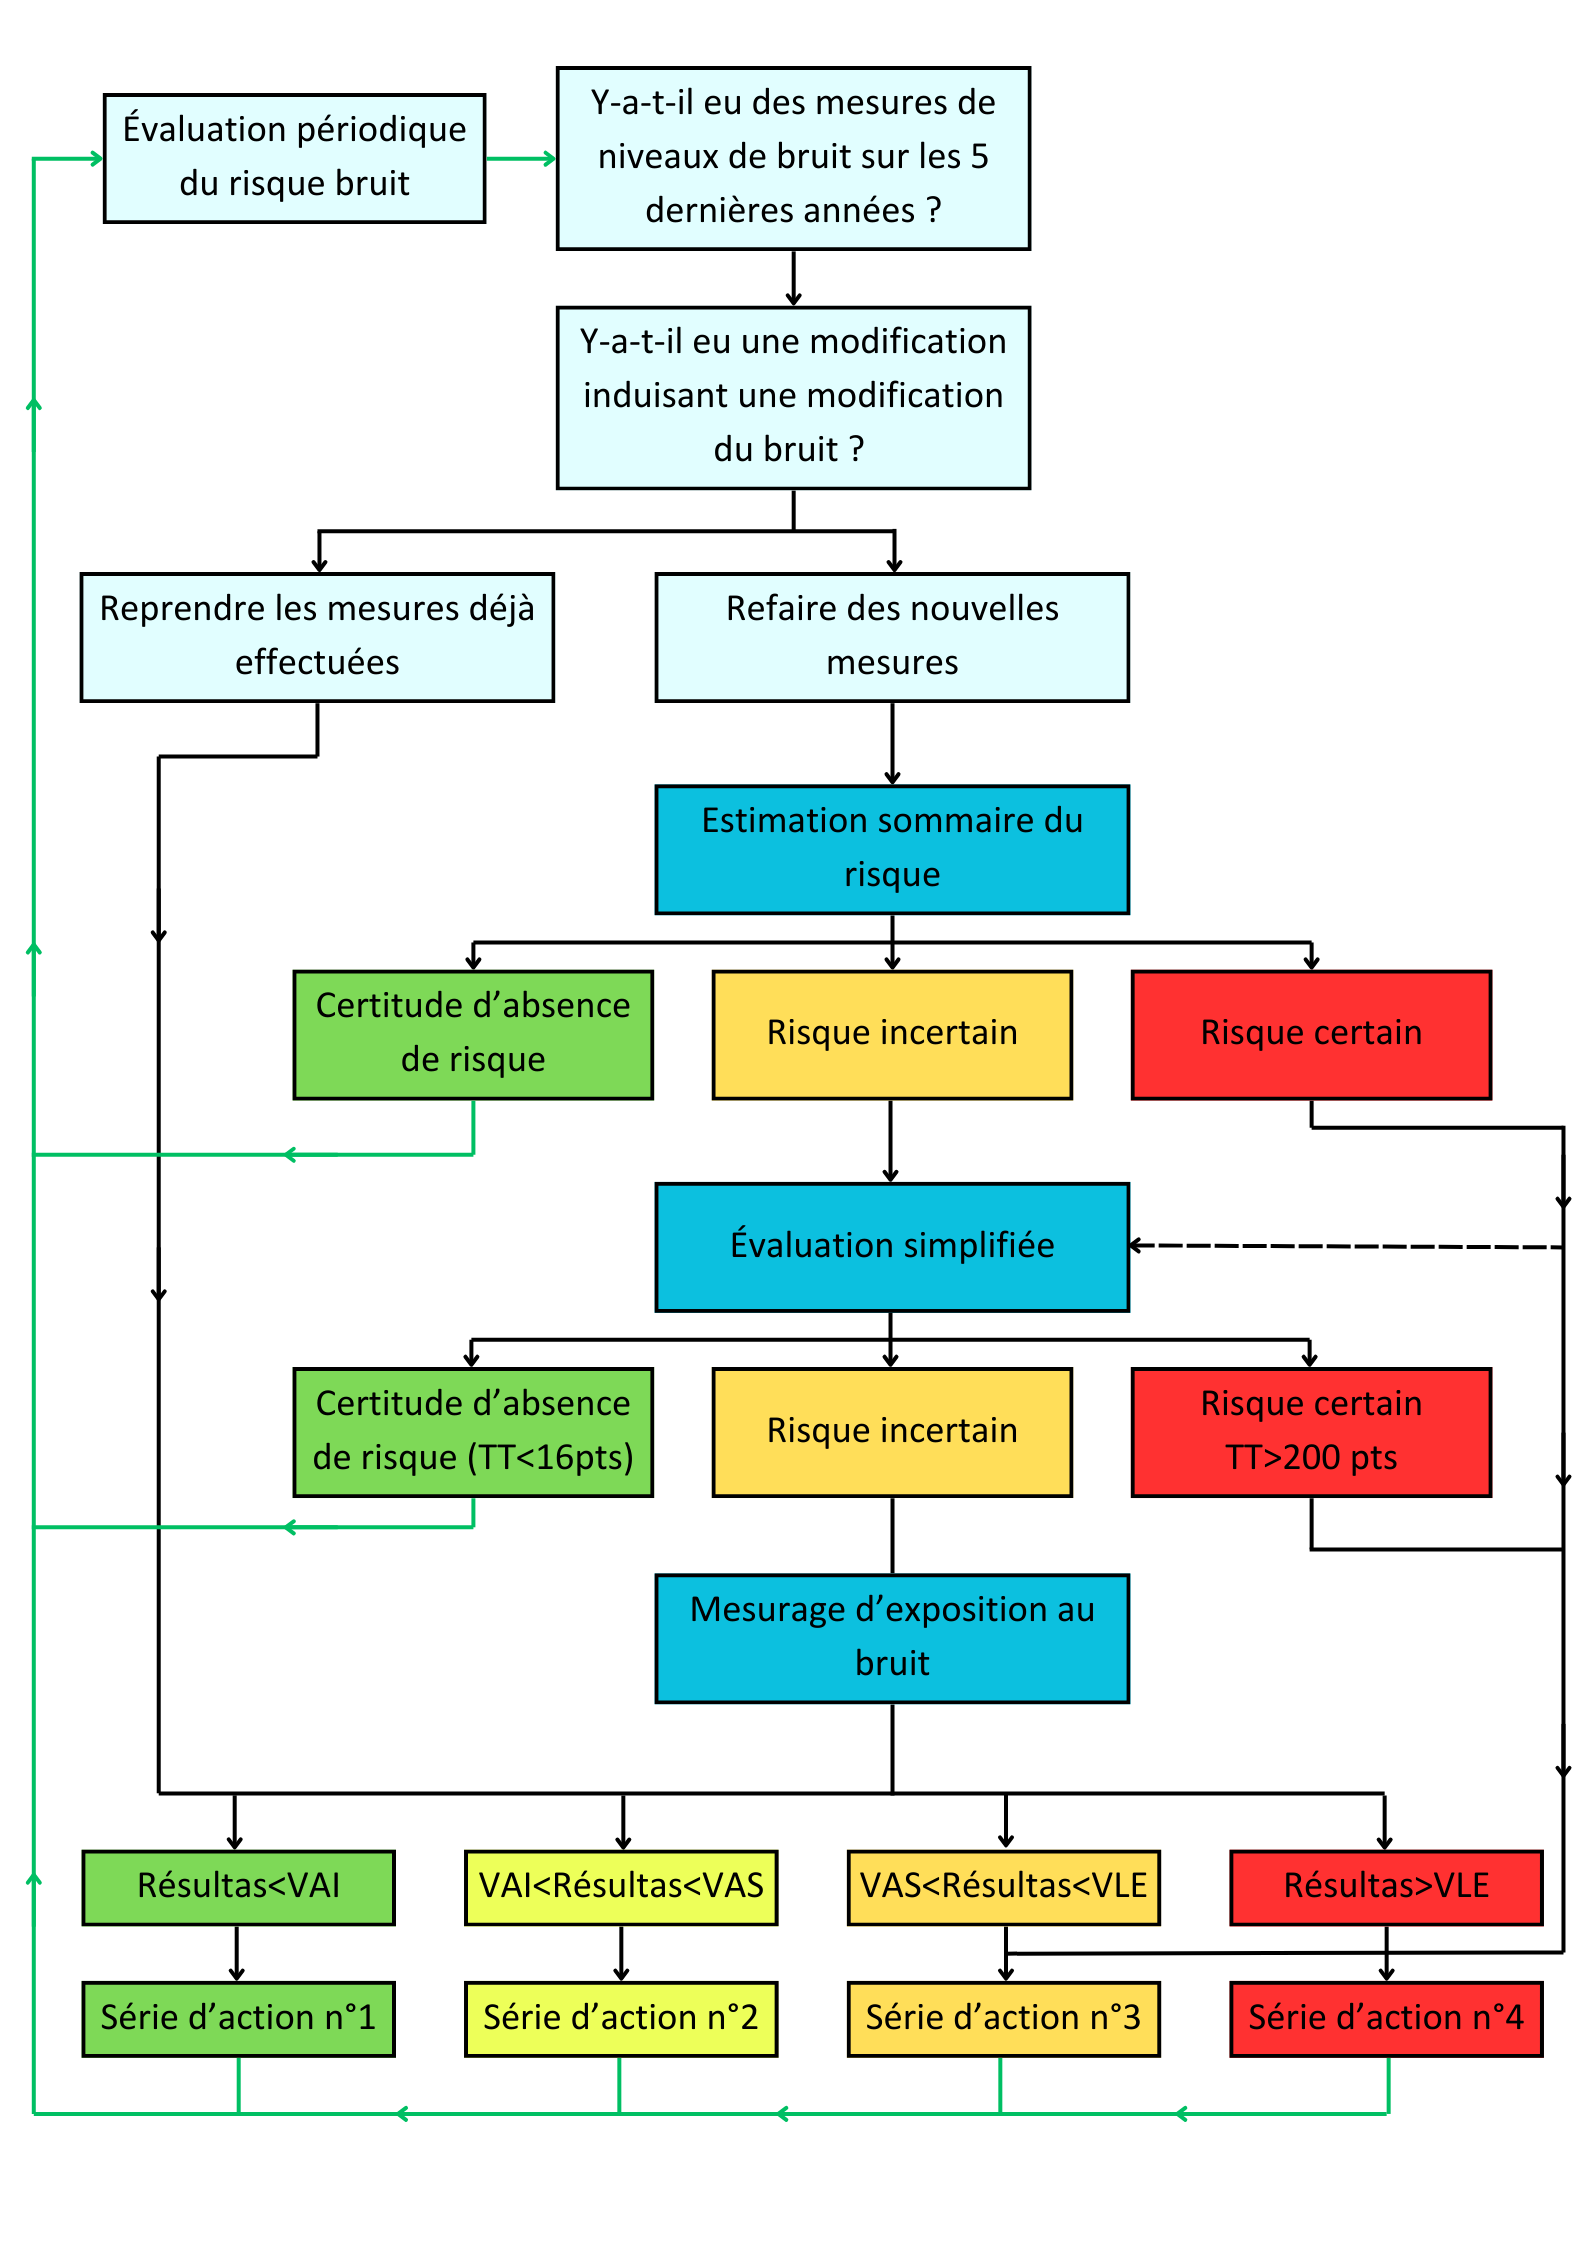 Évaluation périodique
du risque bruit
Y-a-t-il eu des mesures de
niveaux de bruit sur les 5
dernières années ?
Y-a-t-il eu une modification
induisant une modification
du bruit ?
Reprendre les mesures déjà
effectuées
Refaire des nouvelles
mesures
Estimation sommaire du
risque
Certitude d’absence
de risque
Risque incertain
Risque certain
Évaluation simplifiée
Certitude d’absence
de risque (TT<16pts)
Risque incertain
Risque certain
TT>200 pts
Mesurage d’exposition au
bruit
Résultas<VAI
VAI<Résultas<VAS
VAS<Résultas<VLE
Résultas>VLE
Série d’action n°1
Série d’action n°2
Série d’action n°3
Série d’action n°4